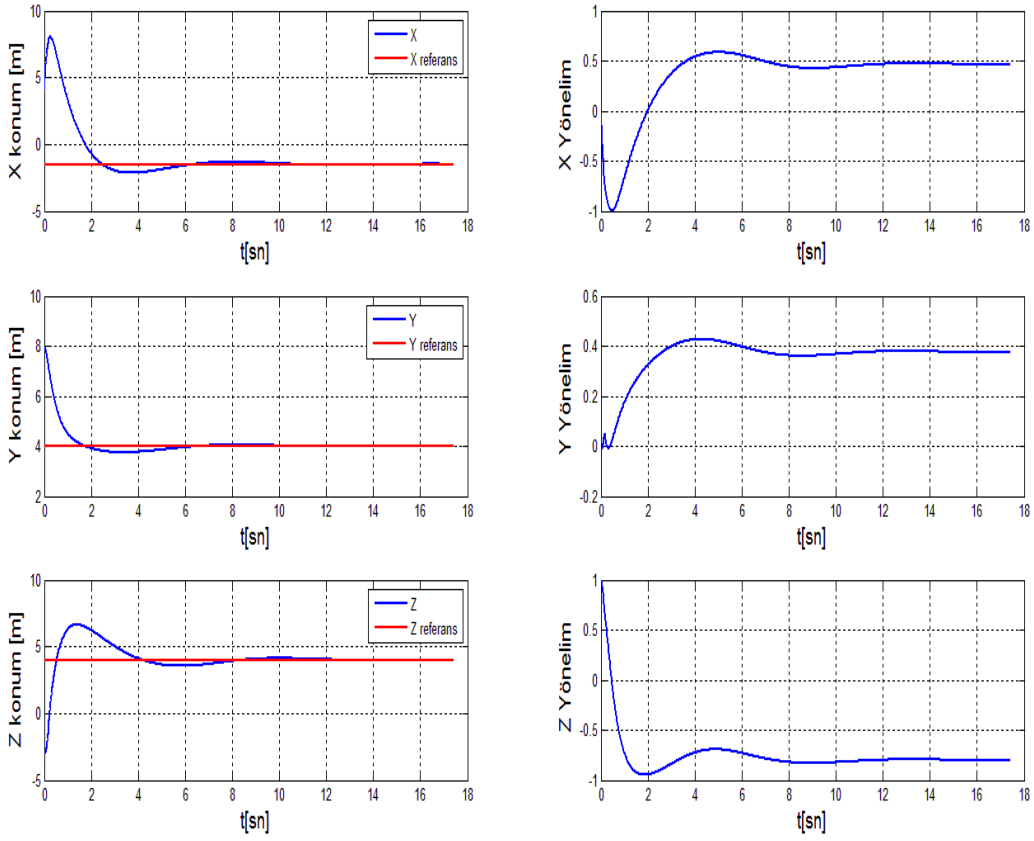 X konum [m]
10
5
0
-5
X
X referans
0 2 4 6 8 10 12 14 16 18
t[sn]
X Yönelim
1
0.5
0
-0.5
-1
0 2 4 6 8 10 12 14 16 18
t[sn]
Y konum [m]
10
8
6
4
2
Y
Y referans
0 2 4 6 8 10 12 14 16 18
t[sn]
Y Yönelim
0.6
0.4
0.2
0
-0.2
0 2 4 6 8 10 12 14 16 18
t[sn]
Z konum [m]
10
5
0
-5
Z
Z referans
0 2 4 6 8 10 12 14 16 18
t[sn]
Z Yönelim
1
0.5
0
-0.5
-1
0 2 4 6 8 10 12 14 16 18
t[sn]